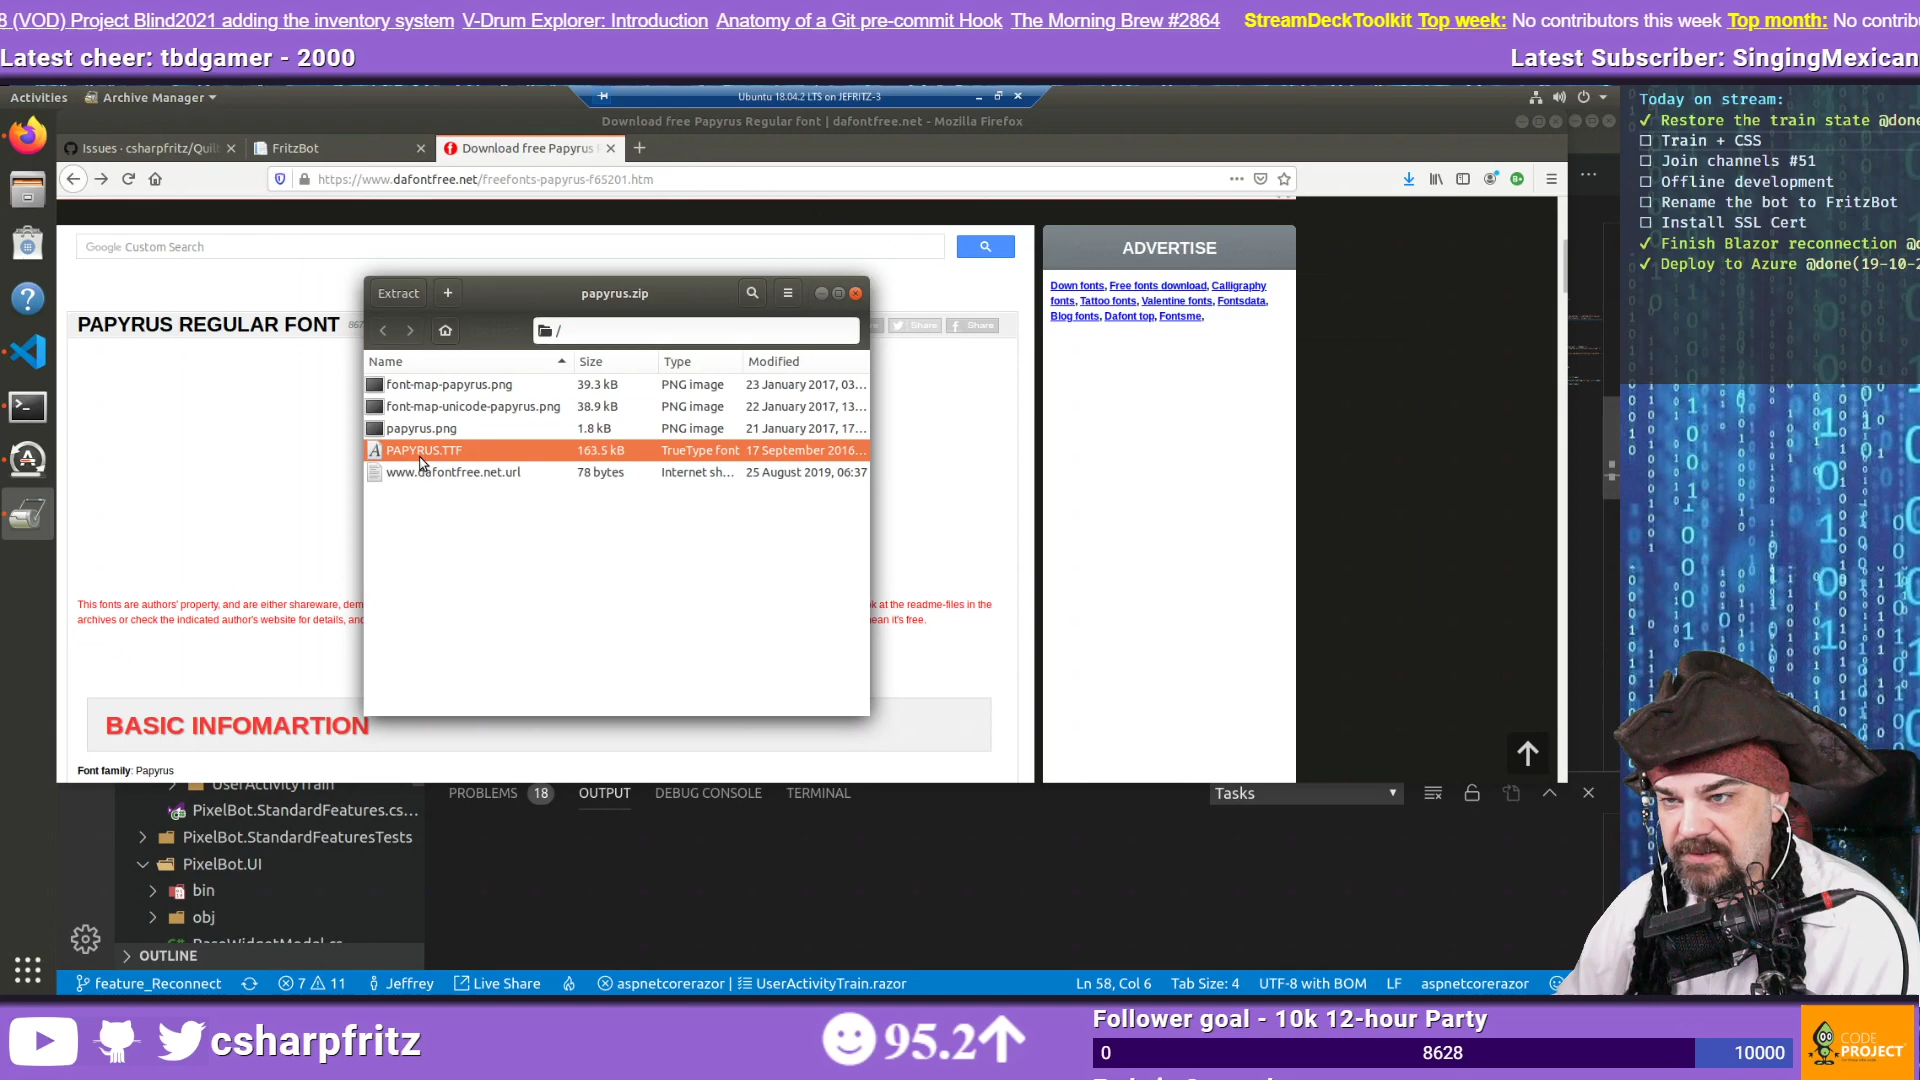 8 (VOD) Project Blind2021 adding the inventory system V-Drum Explorer: Introduction Anatomy of a Git pre-commit Hook The Morning Brew #2864 StreamDeckToolkit Top week: No contributors this week Top month: No contribu
Latest cheer: tbdgamer - 2000
Latest Subscriber: SingingMexican
Activities Archive Manager
Ubuntu 18.04.2 LTS on JEFRITZ-3
Download free Papyrus Regular font | dafontfree.net - Mozilla Firefox
Issues · csharpfritz/Quil
FritzBot
Download free Papyrus
https://www.dafontfree.net/freefonts-papyrus-f65201.htm
Today on stream:
✓ Restore the train state @done
☐ Train + CSS
☐ Join channels #51
☐ Offline development
☐ Rename the bot to FritzBot
☐ Install SSL Cert
✓ Finish Blazor reconnection @d
✓ Deploy to Azure @done(19-10-2
Google Custom Search
ADVERTISE
Down fonts, Free fonts download, Calligraphy
fonts, Tattoo fonts, Valentine fonts, Fontsdata,
Blog fonts, Dafont top, Fontsme,
PAPYRUS REGULAR FONT
Share
Share
Extract
papyrus.zip
/
Name Size Type Modified
font-map-papyrus.png 39.3 kB PNG image 23 January 2017, 03...
font-map-unicode-papyrus.png 38.9 kB PNG image 22 January 2017, 13...
papyrus.png 1.8 kB PNG image 21 January 2017, 17...
PAPYRUS.TTF 163.5 kB TrueType font 17 September 2016...
www.dafontfree.net.url 78 bytes Internet sh... 25 August 2019, 06:37
This fonts are authors' property, and are either shareware, dem
k at the readme-files in the
archives or check the indicated author's website for details, and
ean it's free.
BASIC INFOMARTION
Font family: Papyrus
UserActivityTrain
PixelBot.StandardFeatures.cs...
PixelBot.StandardFeaturesTests
PixelBot.UI
bin
obj
BaseWidgetModel.cs
OUTLINE
PROBLEMS 18 OUTPUT DEBUG CONSOLE TERMINAL
Tasks
feature_Reconnect 7 11 Jeffrey Live Share aspnetcorerazor | UserActivityTrain.razor
Ln 58, Col 6 Tab Size: 4 UTF-8 with BOM LF aspnetcorerazor
csharpfritz
95.2
Follower goal - 10k 12-hour Party
0 8628 10000
CODE
PROJECT